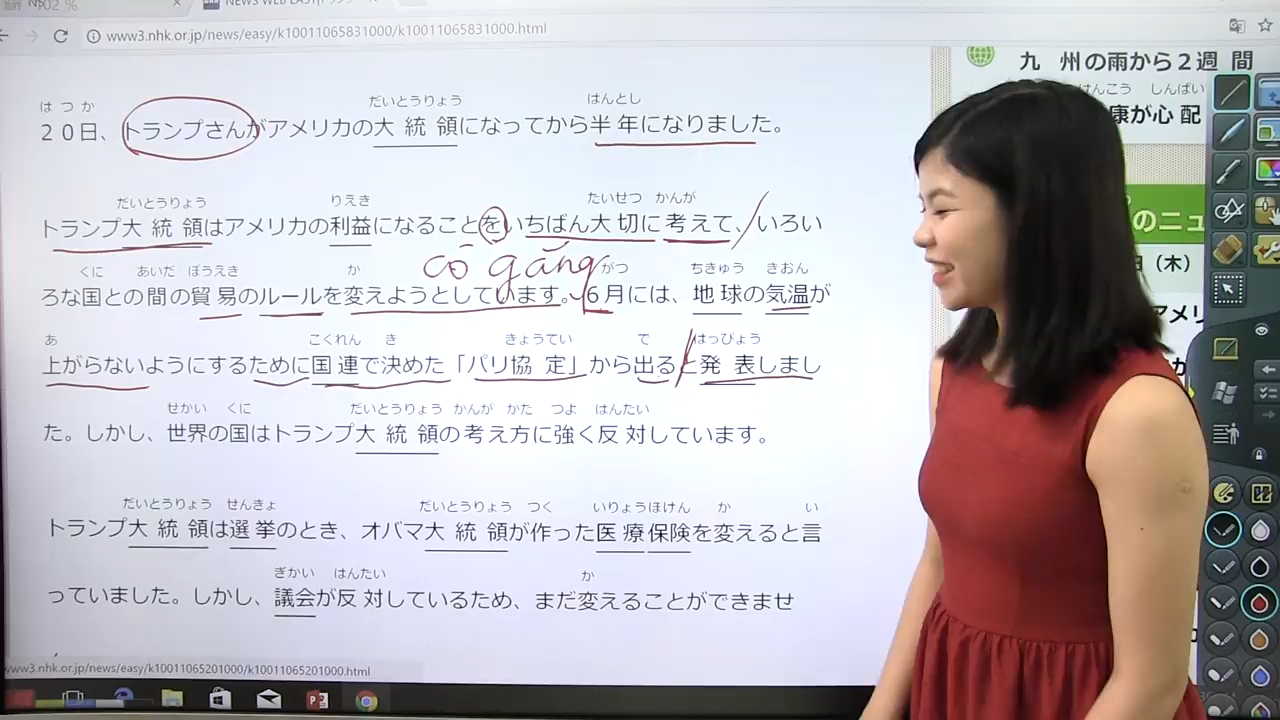 NEWS WEB EASY
www3.nhk.or.jp/news/easy/k10011065831000/k10011065831000.html
はつか だいとうりょう はんとし
20日、トランプさんがアメリカの大統領になってから半年になりました。
だいとうりょう りえき たいせつ かんが
トランプ大統領はアメリカの利益になることをいちばん大切に考えて、いろい
cố gắng
くに あいだ ぼうえき か がつ ちきゅう きおん
ろな国との間の貿易のルールを変えようとしています。6月には、地球の気温が
あ こくれん き きょうてい で はっぴょう
上がらないようにするために国連で決めた「パリ協定」から出ると発表しまし
せかい くに だいとうりょう かんが かた つよ はんたい
た。しかし、世界の国はトランプ大統領の考え方に強く反対しています。
だいとうりょう せんきょ だいとうりょう つく いりょうほけん か い
トランプ大統領は選挙のとき、オバマ大統領が作った医療保険を変えると言
ぎかい はんたい か
っていました。しかし、議会が反対しているため、まだ変えることができませ
www3.nhk.or.jp/news/easy/k10011065201000/k10011065201000.html
九州の雨から2週間
けんこう しんぱい
康が心配
のニュ
日（木）
アメリ